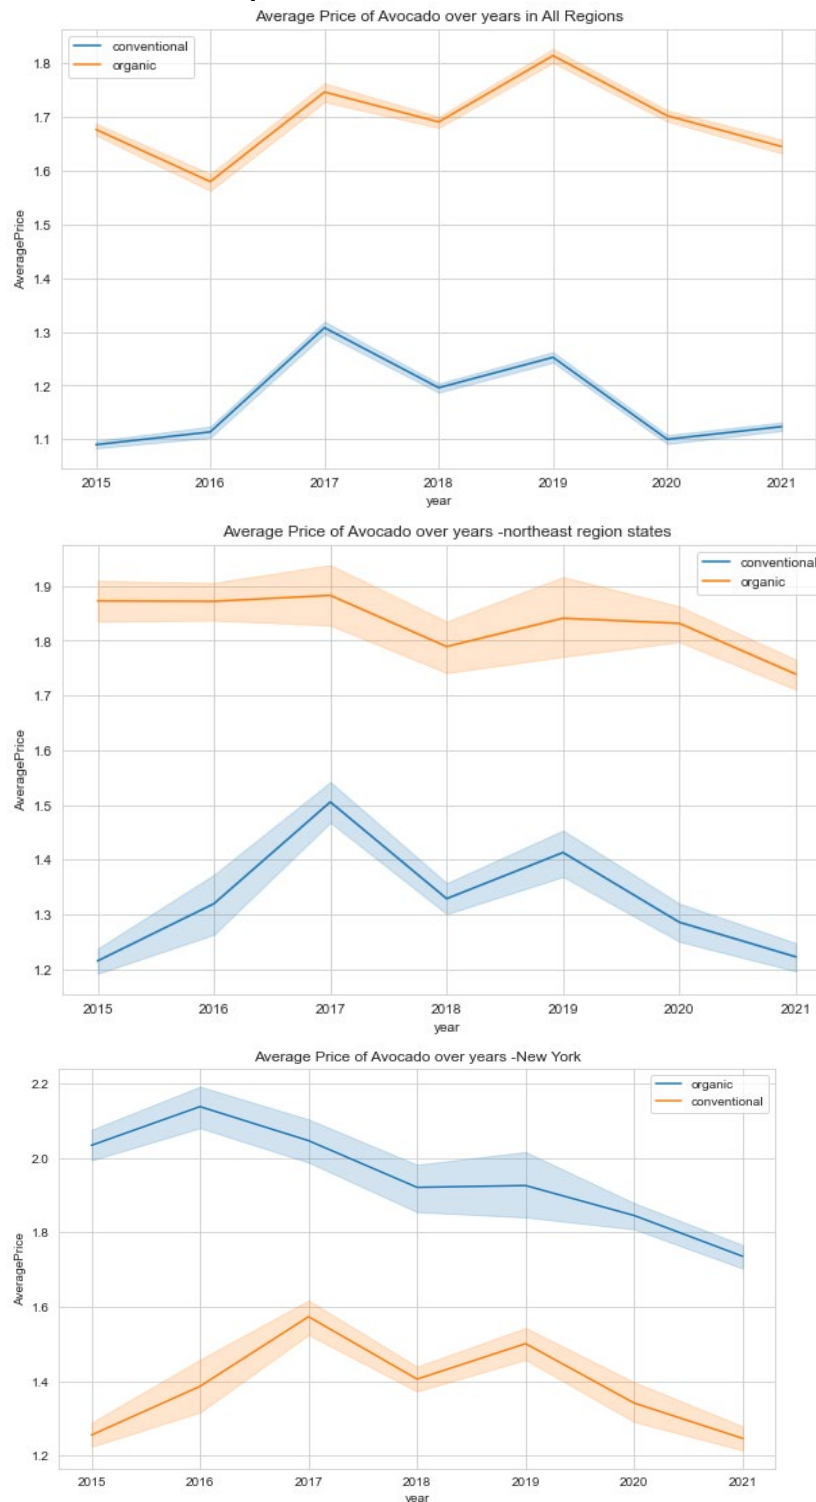 Average Price of Avocado over years in All Regions
conventional
organic
1.8
1.7
1.6
1.5
1.4
1.3
1.2
1.1
AveragePrice
2015 2016 2017 2018 2019 2020 2021
year
Average Price of Avocado over years -northeast region states
conventional
organic
1.9
1.8
1.7
1.6
1.5
1.4
1.3
1.2
AveragePrice
2015 2016 2017 2018 2019 2020 2021
year
Average Price of Avocado over years -New York
organic
conventional
2.2
2.0
1.8
1.6
1.4
1.2
AveragePrice
2015 2016 2017 2018 2019 2020 2021
year